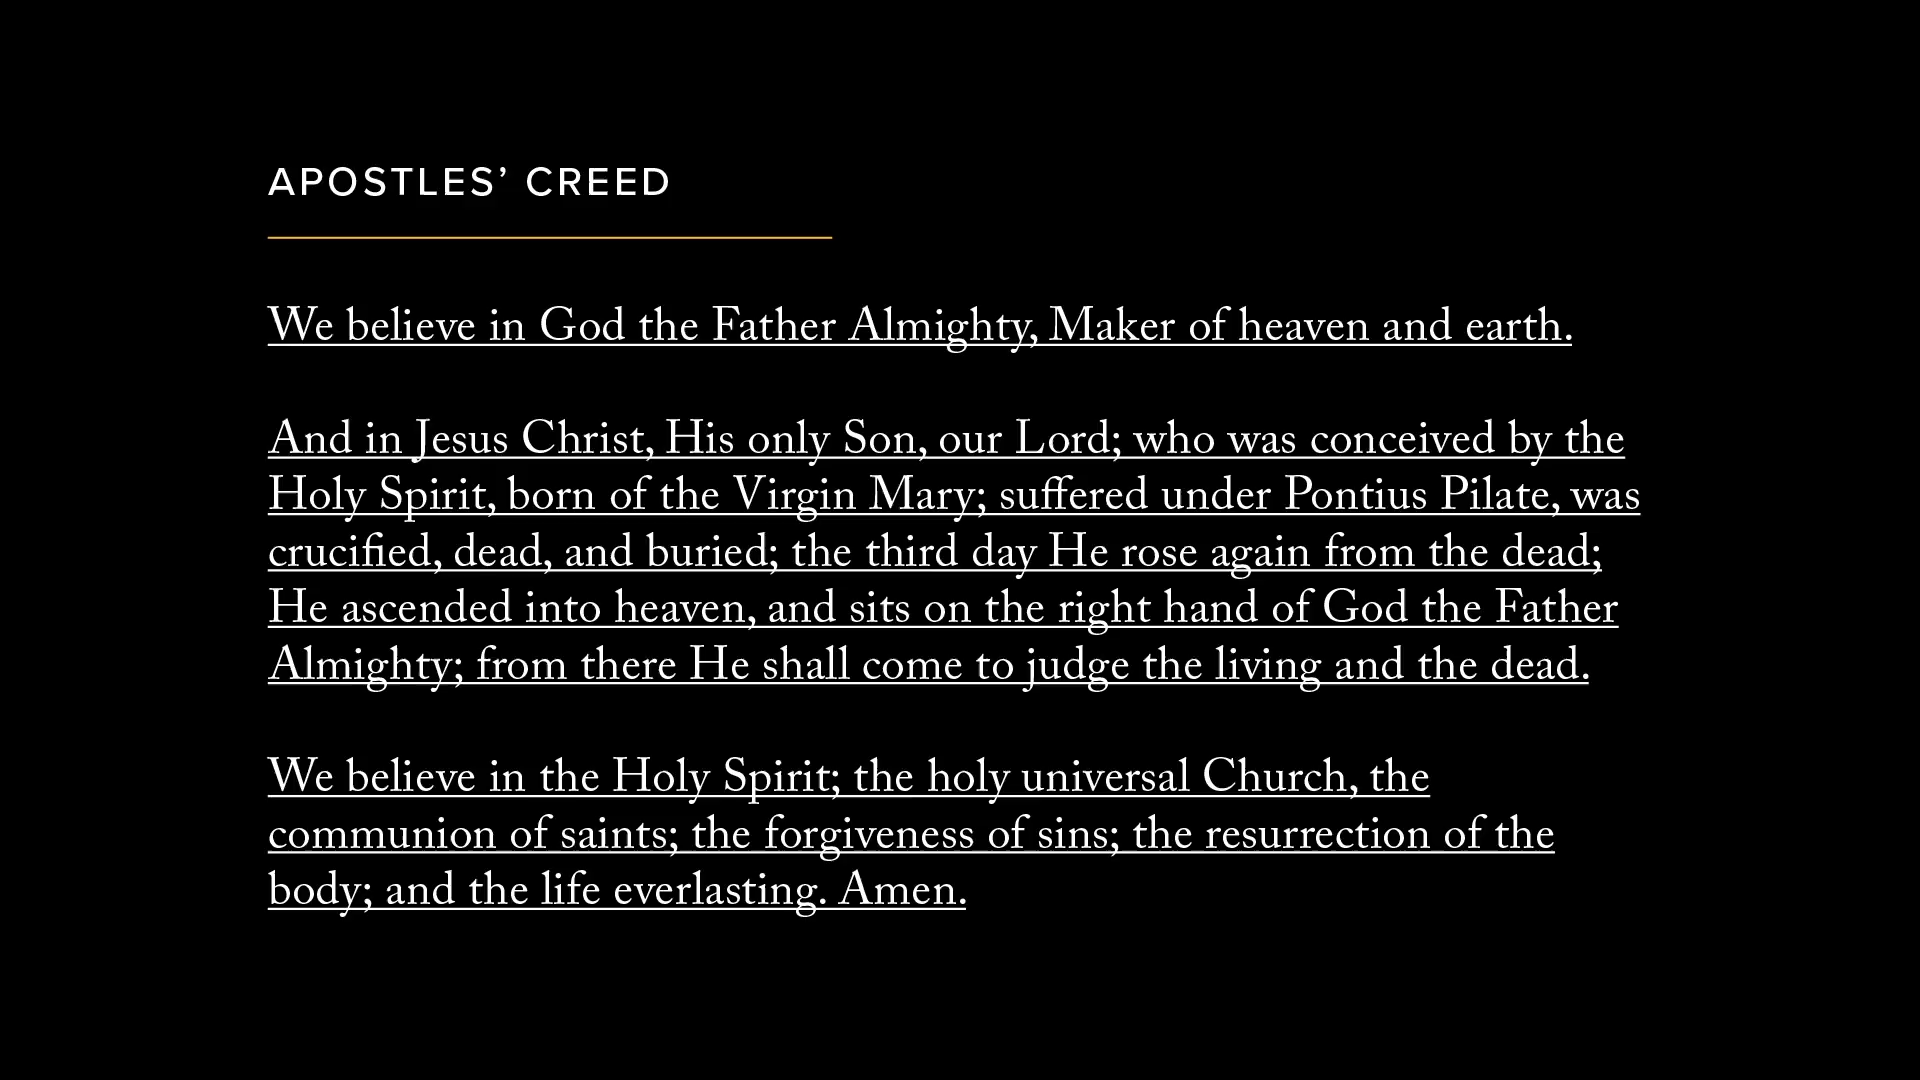 APOSTLES’ CREED
We believe in God the Father Almighty, Maker of heaven and earth.
And in Jesus Christ, His only Son, our Lord; who was conceived by the
Holy Spirit, born of the Virgin Mary; suffered under Pontius Pilate, was
crucified, dead, and buried; the third day He rose again from the dead;
He ascended into heaven, and sits on the right hand of God the Father
Almighty; from there He shall come to judge the living and the dead.
We believe in the Holy Spirit; the holy universal Church, the
communion of saints; the forgiveness of sins; the resurrection of the
body; and the life everlasting. Amen.